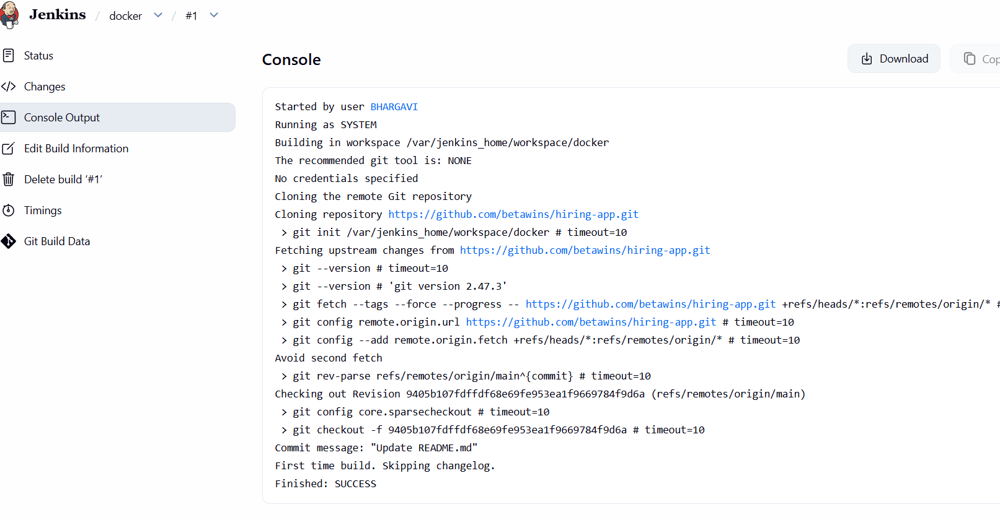 Jenkins / docker / #1
Status
Changes
Console Output
Edit Build Information
Delete build ‘#1’
Timings
Git Build Data
Console
Download
Started by user BHARGAVI
Running as SYSTEM
Building in workspace /var/jenkins_home/workspace/docker
The recommended git tool is: NONE
No credentials specified
Cloning the remote Git repository
Cloning repository https://github.com/betawins/hiring-app.git
> git init /var/jenkins_home/workspace/docker # timeout=10
Fetching upstream changes from https://github.com/betawins/hiring-app.git
> git --version # timeout=10
> git --version # 'git version 2.47.3'
> git fetch --tags --force --progress -- https://github.com/betawins/hiring-app.git +refs/heads/*:refs/remotes/origin/* #
> git config remote.origin.url https://github.com/betawins/hiring-app.git # timeout=10
> git config --add remote.origin.fetch +refs/heads/*:refs/remotes/origin/* # timeout=10
Avoid second fetch
> git rev-parse refs/remotes/origin/main^{commit} # timeout=10
Checking out Revision 9405b107fdffdf68e69fe953ea1f9669784f9d6a (refs/remotes/origin/main)
> git config core.sparsecheckout # timeout=10
> git checkout -f 9405b107fdffdf68e69fe953ea1f9669784f9d6a # timeout=10
Commit message: "Update README.md"
First time build. Skipping changelog.
Finished: SUCCESS